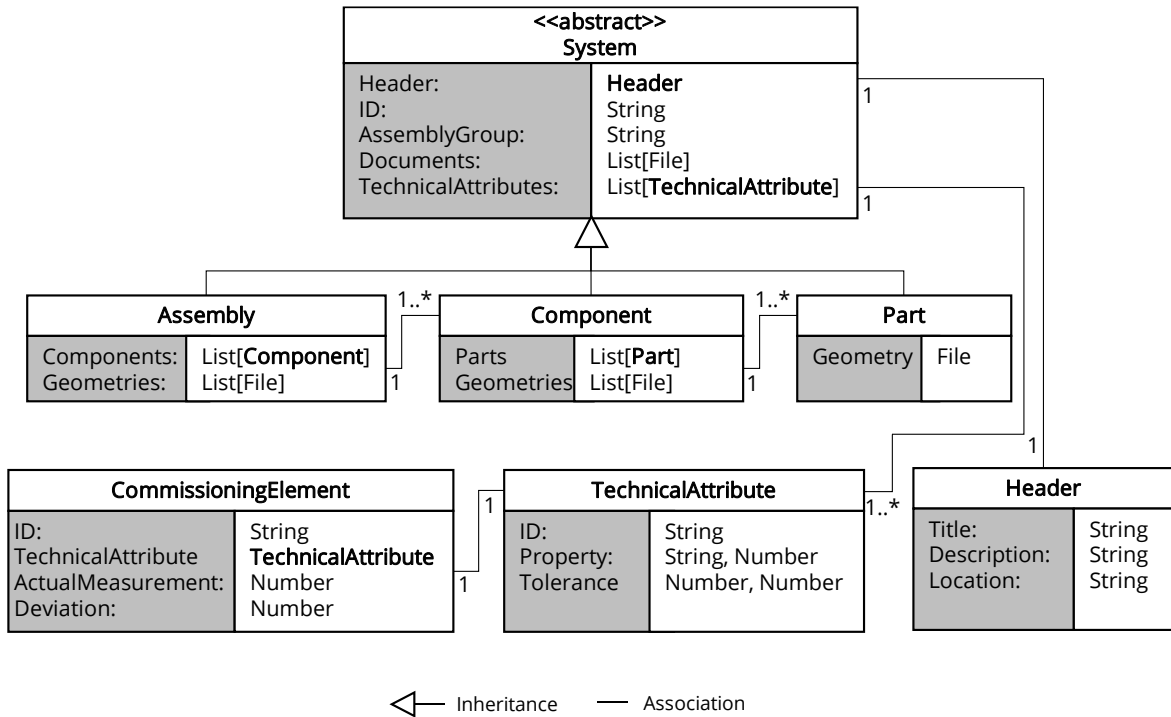 <<abstract>>
System
Header: Header
ID: String
AssemblyGroup: String
Documents: List[File]
TechnicalAttributes: List[TechnicalAttribute]
1
1
1..*
1..*
Assembly
Components: List[Component]
Geometries: List[File]
1
Component
Parts List[Part]
Geometries List[File]
1
Part
Geometry File
1
CommissioningElement
ID: String
TechnicalAttribute TechnicalAttribute
ActualMeasurement: Number
Deviation: Number
1
1
TechnicalAttribute
ID: String
Property: String, Number
Tolerance Number, Number
1..*
Header
Title: String
Description: String
Location: String
Inheritance
Association